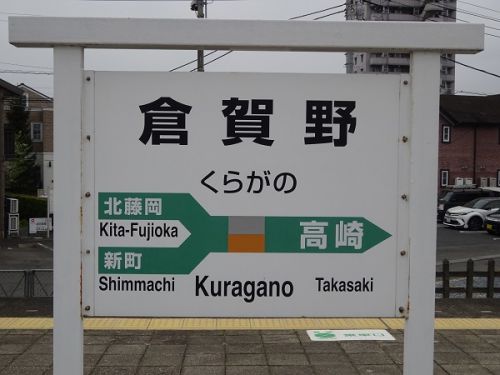 倉賀野
くらがの
北藤岡
Kita-Fujioka
新町
Shimmachi
高崎
Kuragano
Takasaki